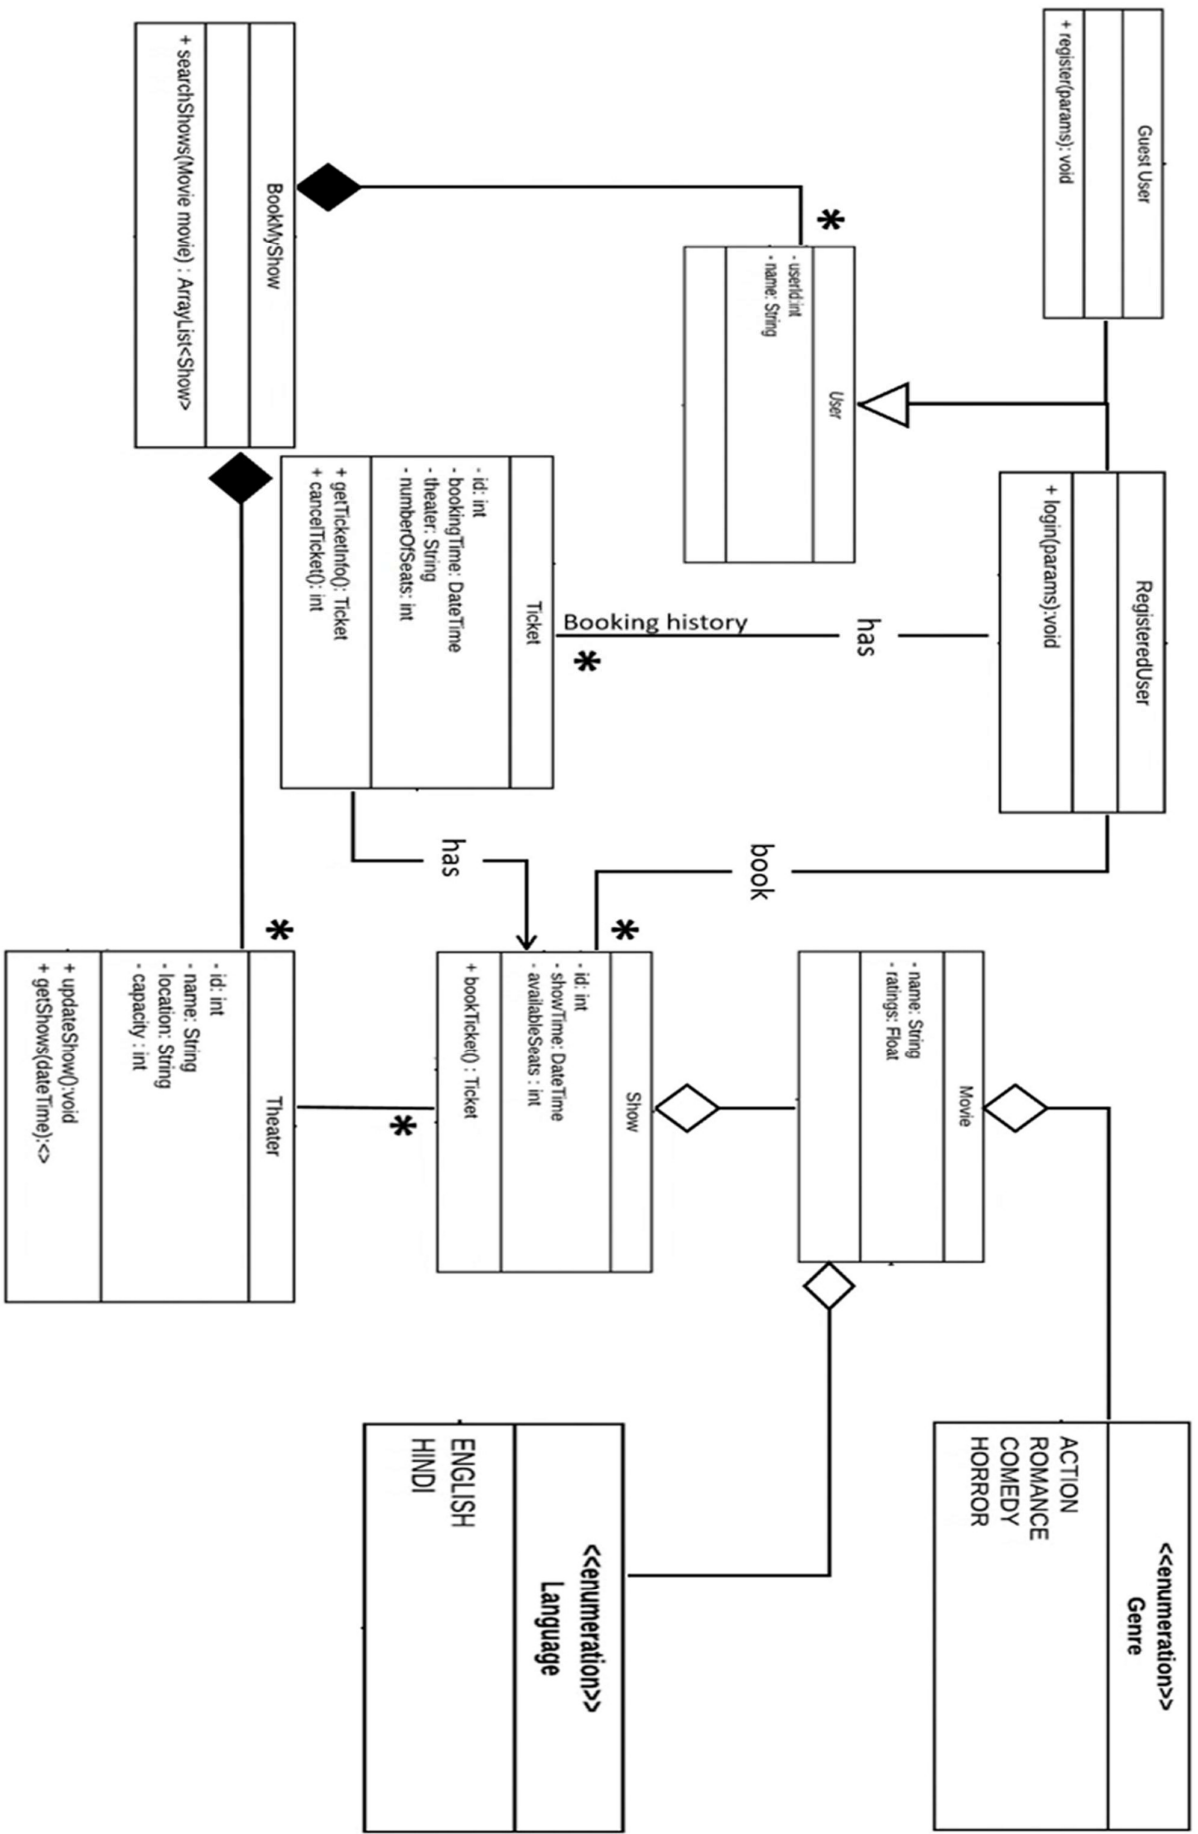 Guest User
+ register(params): void
RegisteredUser
+ login(params):void
<<enumeration>>
Genre
ACTION
ROMANCE
COMEDY
HORROR
Movie
- name: String
- ratings: Float
User
- userId:int
- name: String
has
book
*
Booking history
*
*
Show
- id: int
- showTime: DateTime
- availableSeats : int
+ bookTicket() : Ticket
<<enumeration>>
Language
ENGLISH
HINDI
Ticket
- id: int
- bookingTime: DateTime
- theater: String
- numberOfSeats: int
+ getTicketInfo(): Ticket
+ cancelTicket(): int
has
*
BookMyShow
+ searchShows(Movie movie) : ArrayList<Show>
*
Theater
- id: int
- name: String
- location: String
- capacity : int
+ updateShow():void
+ getShows(dateTime):<>